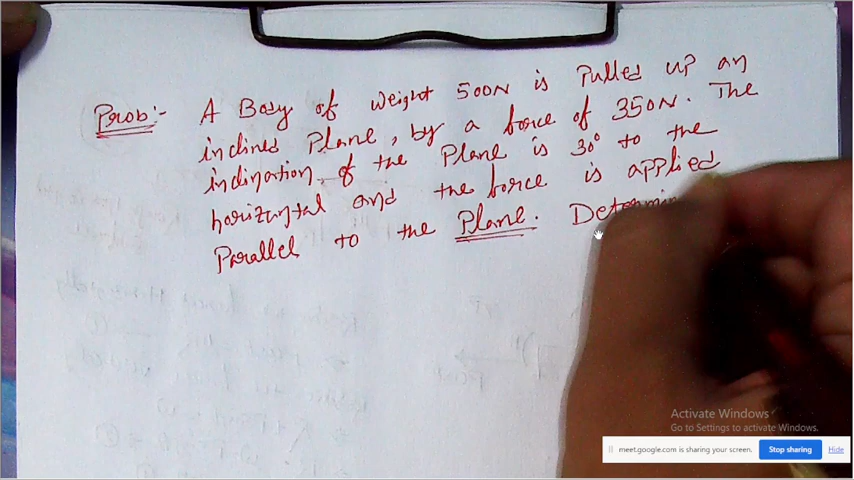 Prob:- A Body of weight 500N is Pulled up an
inclined Plane, by a force of 350N. The
inclination of the Plane is 30° to the
horizontal and the force is applied
Parallel to the Plane.
Activate Windows
Go to Settings to activate Windows.
meet.google.com is sharing your screen. Stop sharing Hide